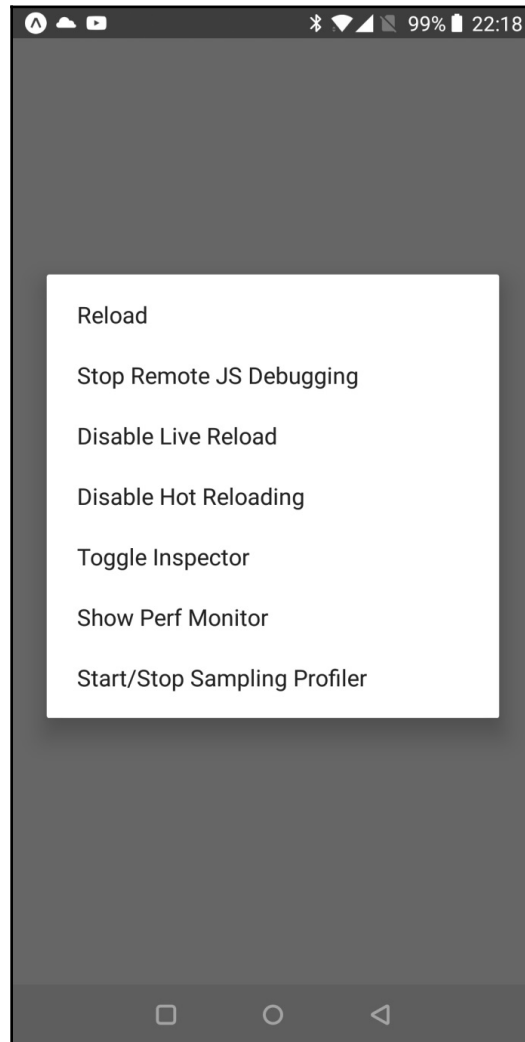 99% 22:18
Reload
Stop Remote JS Debugging
Disable Live Reload
Disable Hot Reloading
Toggle Inspector
Show Perf Monitor
Start/Stop Sampling Profiler